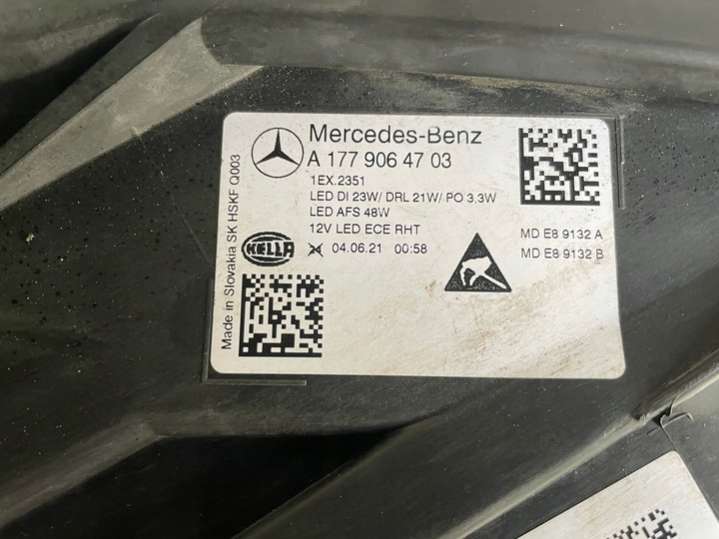 Mercedes-Benz
A 177 906 47 03
1EX.2351
LED DI 23W/ DRL 21W/ PO 3.3W
LED AFS 48W
12V LED ECE RHT
HELLA
04.06.21 00:58
MD E8 9132 A
MD E8 9132 B
Made in Slovakia SK HSKF Q003